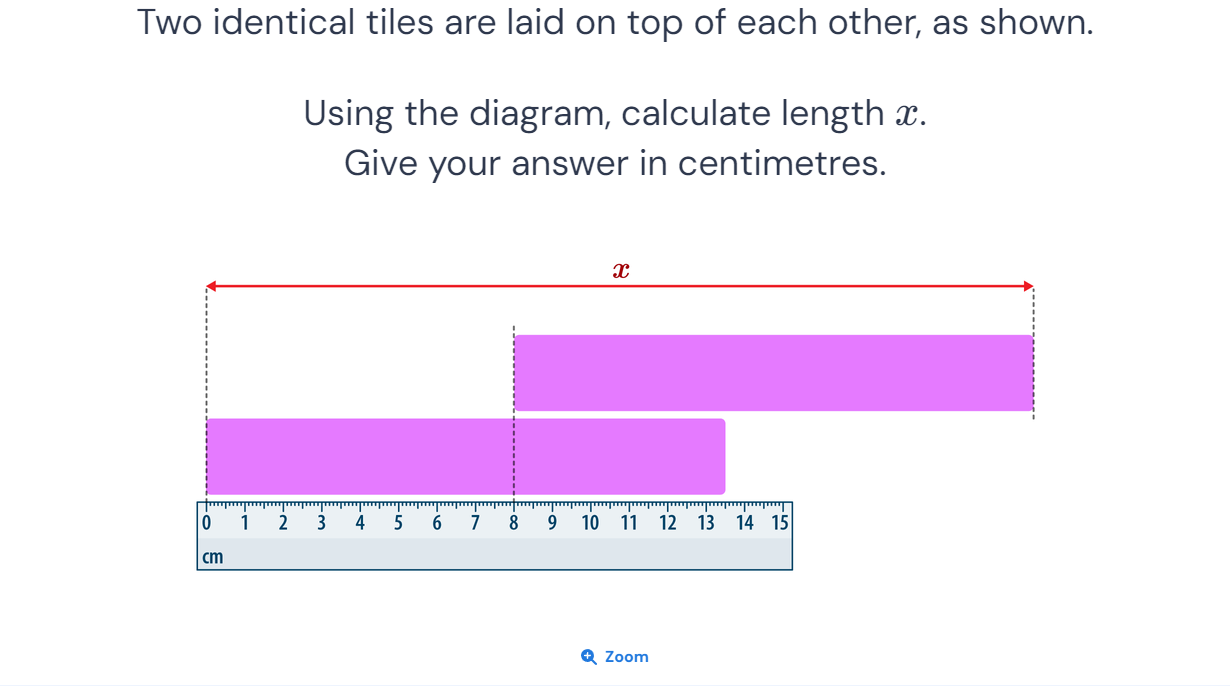 Two identical tiles are laid on top of each other, as shown.
Using the diagram, calculate length x.
Give your answer in centimetres.
x
0 1 2 3 4 5 6 7 8 9 10 11 12 13 14 15
cm
Zoom